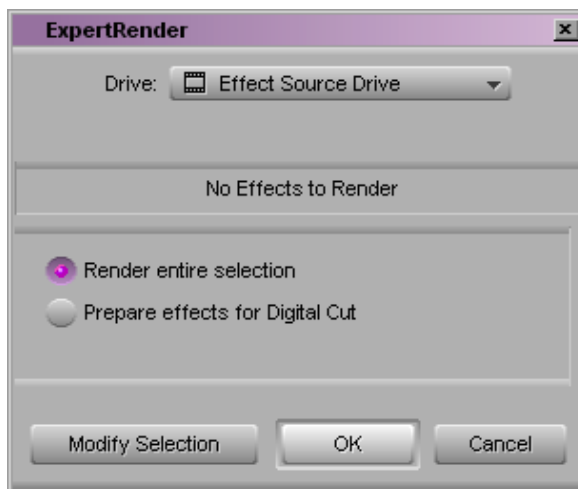 ExpertRender
Drive: Effect Source Drive
No Effects to Render
Render entire selection
Prepare effects for Digital Cut
Modify Selection OK Cancel